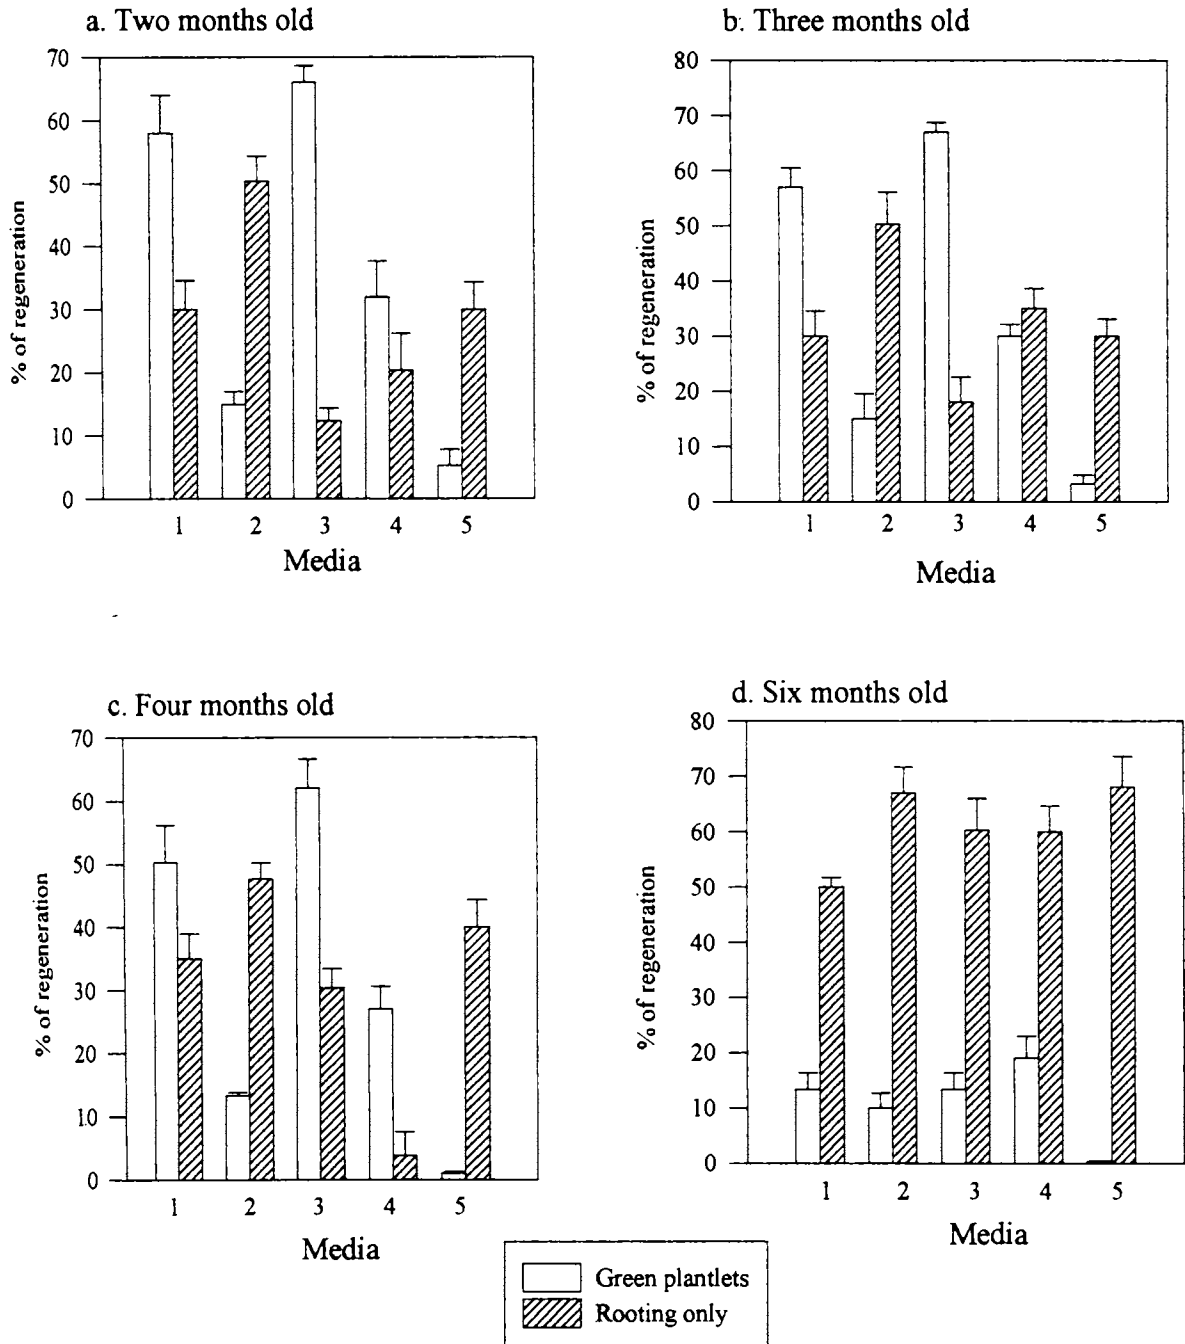 a. Two months old
70
60
50
40
30
20
10
0
% of regeneration
1 2 3 4 5
Media
b. Three months old
80
70
60
50
40
30
20
10
0
% of regeneration
1 2 3 4 5
Media
c. Four months old
70
60
50
40
30
20
10
0
% of regeneration
1 2 3 4 5
Media
d. Six months old
80
70
60
50
40
30
20
10
0
% of regeneration
1 2 3 4 5
Media
Green plantlets
Rooting only